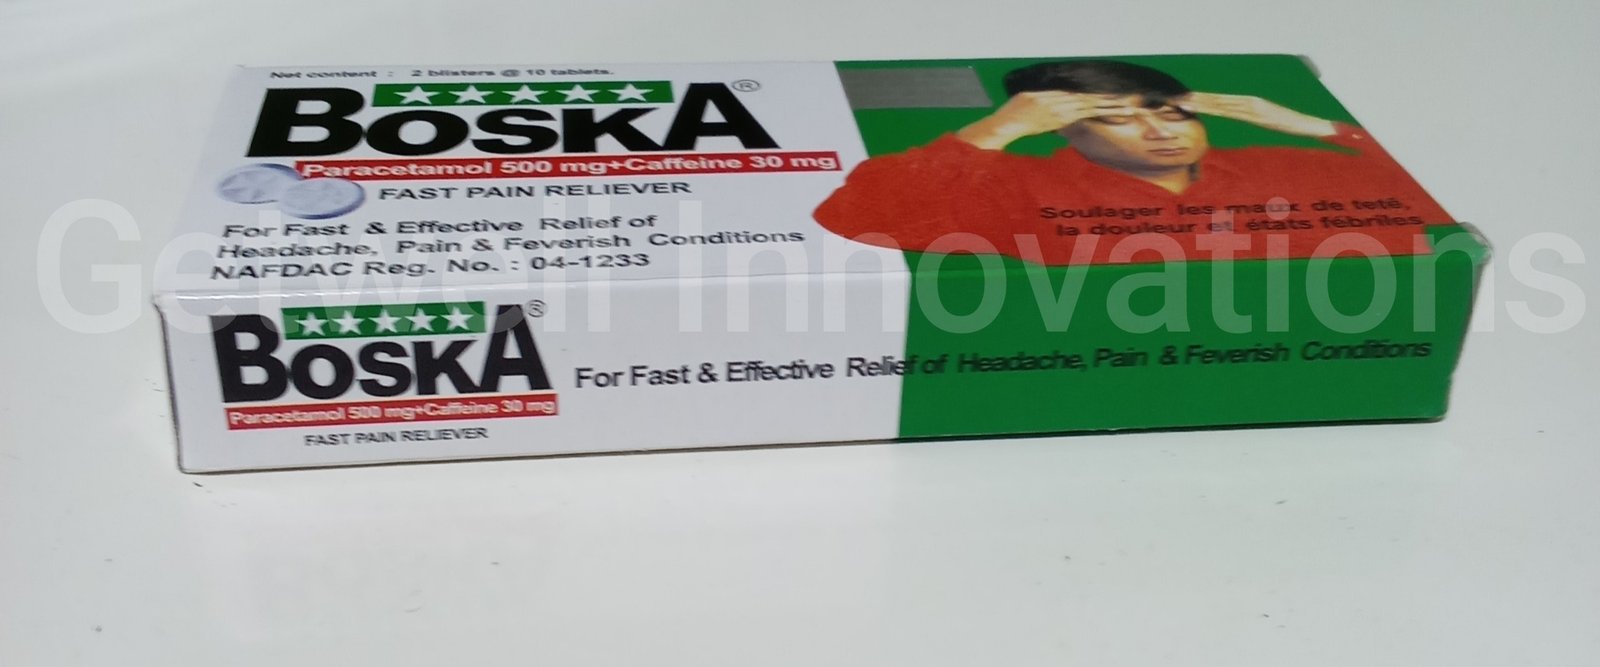 Net content : 2 blisters @ 10 tablets.
BOSKA®
Paracetamol 500 mg+Caffeine 30 mg
FAST PAIN RELIEVER
For Fast & Effective Relief of
Headache, Pain & Feverish Conditions
NAFDAC Reg. No. : 04-1233
Soulager les maux de teté,
la douleur et états fébriles
Getwell Innovations
BOSKA®
Paracetamol 500 mg+Caffeine 30 mg
FAST PAIN RELIEVER
For Fast & Effective Relief of Headache, Pain & Feverish Conditions